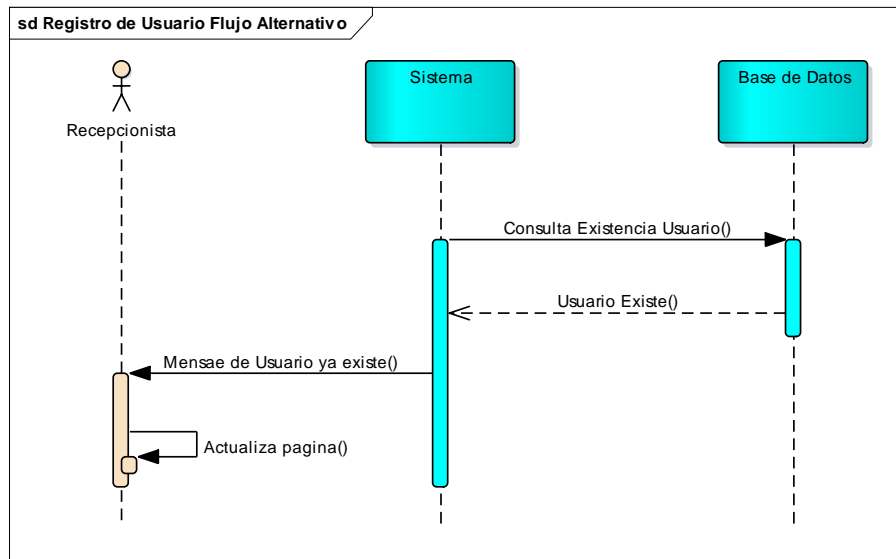 sd Registro de Usuario Flujo Alternativo
Recepcionista
Sistema
Base de Datos
Consulta Existencia Usuario()
Usuario Existe()
Mensae de Usuario ya existe()
Actualiza pagina()